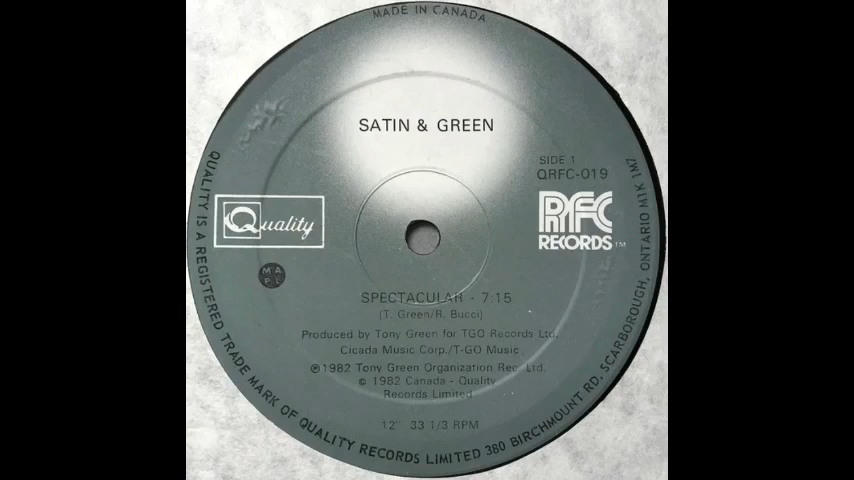 MADE IN CANADA
SATIN & GREEN
SIDE 1
QRFC-019
Quality
RFC
RECORDS™
MA
PL
SPECTACULAR - 7:15
(T. Green/R. Bucci)
Produced by Tony Green for TGO Records Ltd.
Cicada Music Corp./T-GO Music
℗1982 Tony Green Organization Rec. Ltd.
© 1982 Canada - Quality
Records Limited
12" 33 1/3 RPM
QUALITY IS A REGISTERED TRADE MARK OF QUALITY RECORDS LIMITED 380 BIRCHMOUNT RD. SCARBOROUGH, ONTARIO M1K 1M7